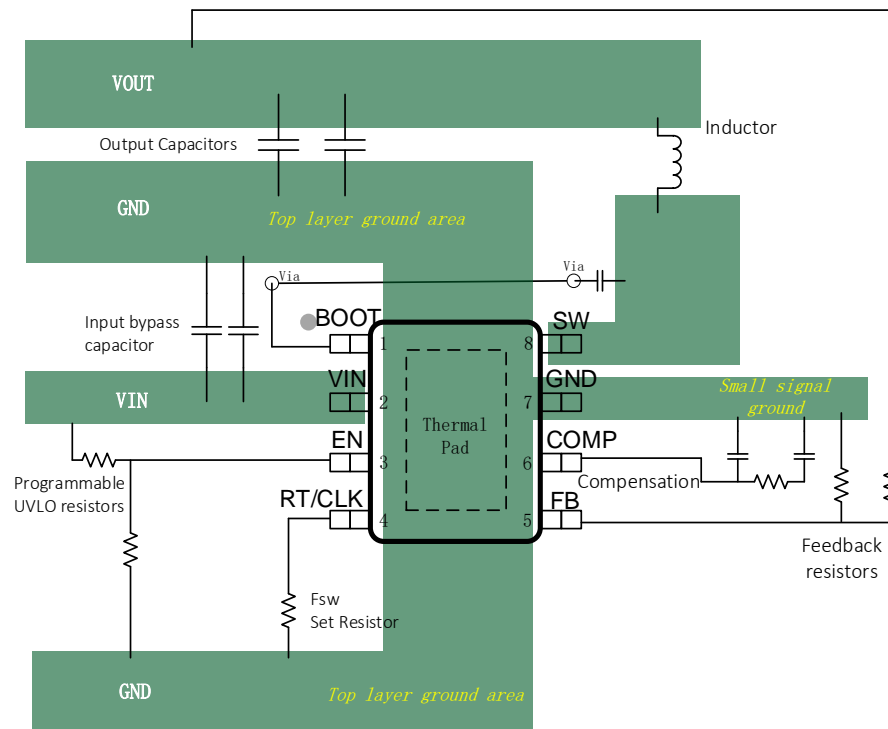 VOUT
Output Capacitors
Inductor
GND
Top layer ground area
Via
Via
BOOT
SW
Input bypass
capacitor
1
8
VIN
VIN
GND
Small signal
ground
2
7
Thermal
Pad
EN
COMP
3
6
Programmable
UVLO resistors
Compensation
RT/CLK
FB
4
5
Feedback
resistors
Fsw
Set Resistor
GND
Top layer ground area